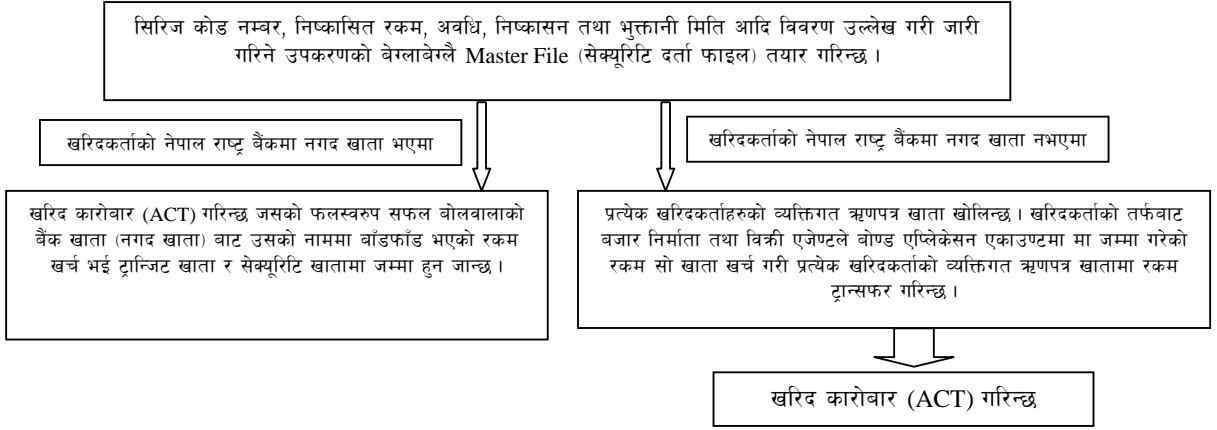 सिरिज कोड नम्बर, निष्कासित रकम, अवधि, निष्कासन तथा भुक्तानी मिति आदि विवरण उल्लेख गरी जारी
गरिने उपकरणको बेग्लाबेग्लै Master File (सेक्यूरिटि दर्ता फाइल) तयार गरिन्छ ।
खरिदकर्ताको नेपाल राष्ट्र बैंकमा नगद खाता भएमा
खरिदकर्ताको नेपाल राष्ट्र बैंकमा नगद खाता नभएमा
खरिद कारोबार (ACT) गरिन्छ जसको फलस्वरुप सफल बोलवालाको
बैंक खाता (नगद खाता) बाट उसको नाममा बाँडफाँड भएको रकम
खर्च भई ट्रान्जिट खाता र सेक्यूरिटि खातामा जम्मा हुन जान्छ ।
प्रत्येक खरिदकर्ताहरुको व्यक्तिगत ऋणपत्र खाता खोलिन्छ । खरिदकर्ताको तर्फबाट
बजार निर्माता तथा विक्री एजेण्टले बोण्ड एप्लिकेसन एकाउण्टमा मा जम्मा गरेको
रकम सो खाता खर्च गरी प्रत्येक खरिदकर्ताको व्यक्तिगत ऋणपत्र खातामा रकम
ट्रान्सफर गरिन्छ ।
खरिद कारोबार (ACT) गरिन्छ